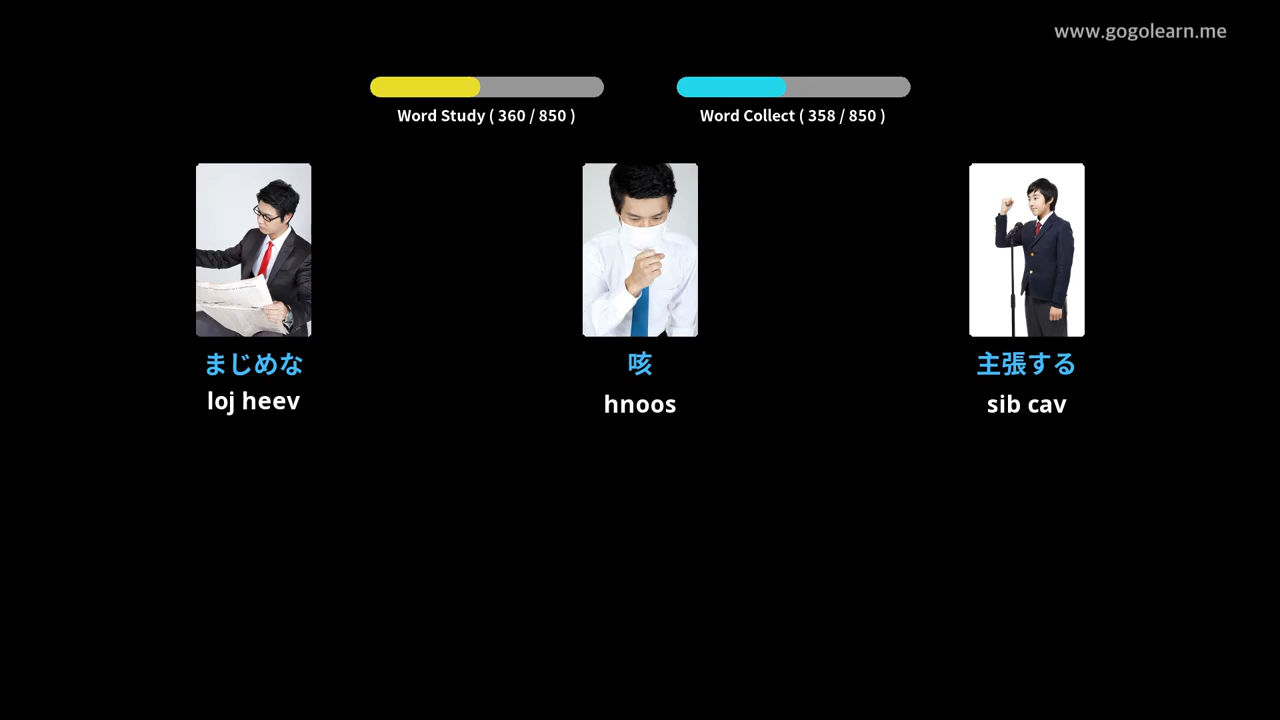 www.gogolearn.me
Word Study ( 360 / 850 )
Word Collect ( 358 / 850 )
まじめな
咳
主張する
loj heev
hnoos
sib cav